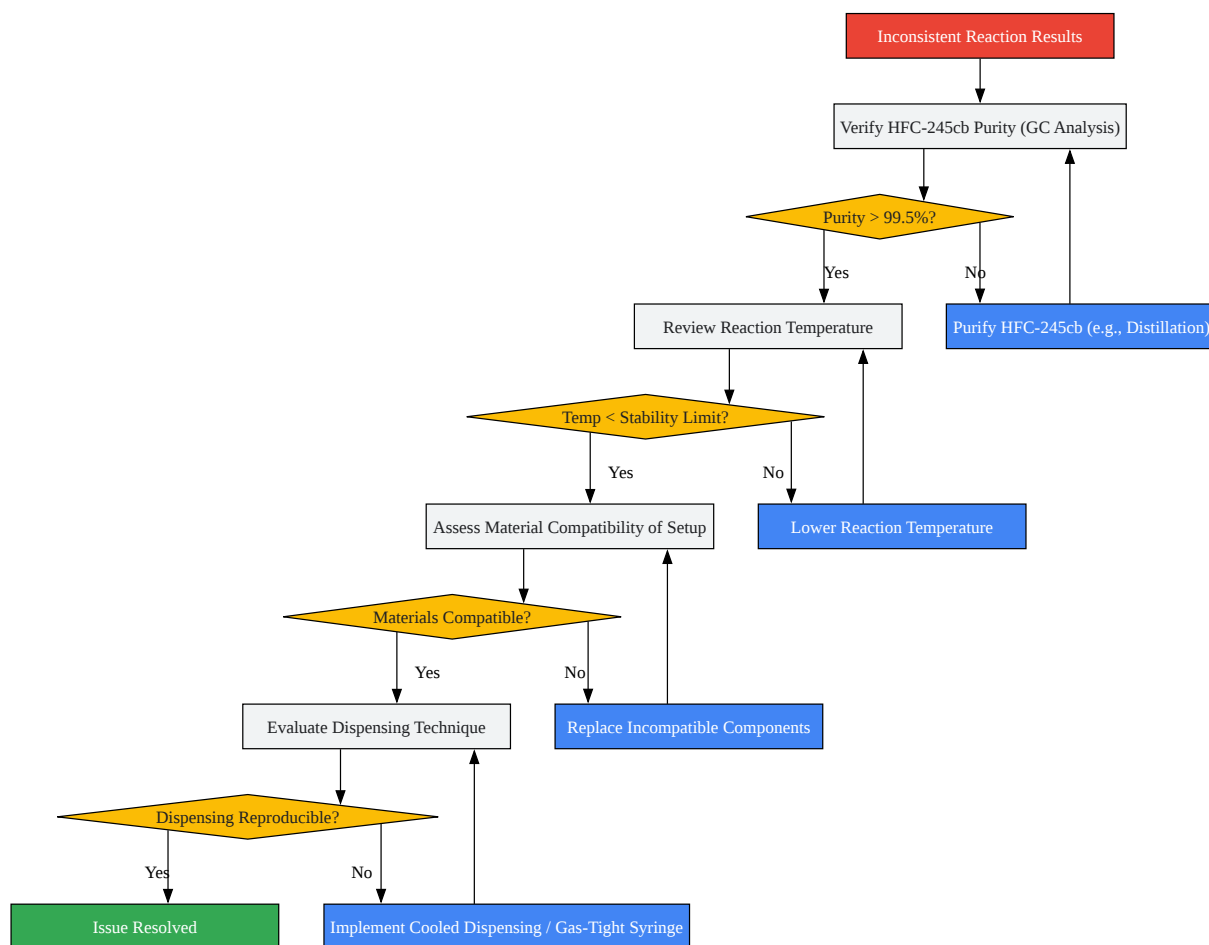 Inconsistent Reaction Results
Verify HFC-245cb Purity (GC Analysis)
Purity > 99.5%?
Yes
No
Review Reaction Temperature
Purify HFC-245cb (e.g., Distillation)
Temp < Stability Limit?
Yes
No
Assess Material Compatibility of Setup
Lower Reaction Temperature
Materials Compatible?
Yes
No
Evaluate Dispensing Technique
Replace Incompatible Components
Dispensing Reproducible?
Yes
No
Issue Resolved
Implement Cooled Dispensing / Gas-Tight Syringe